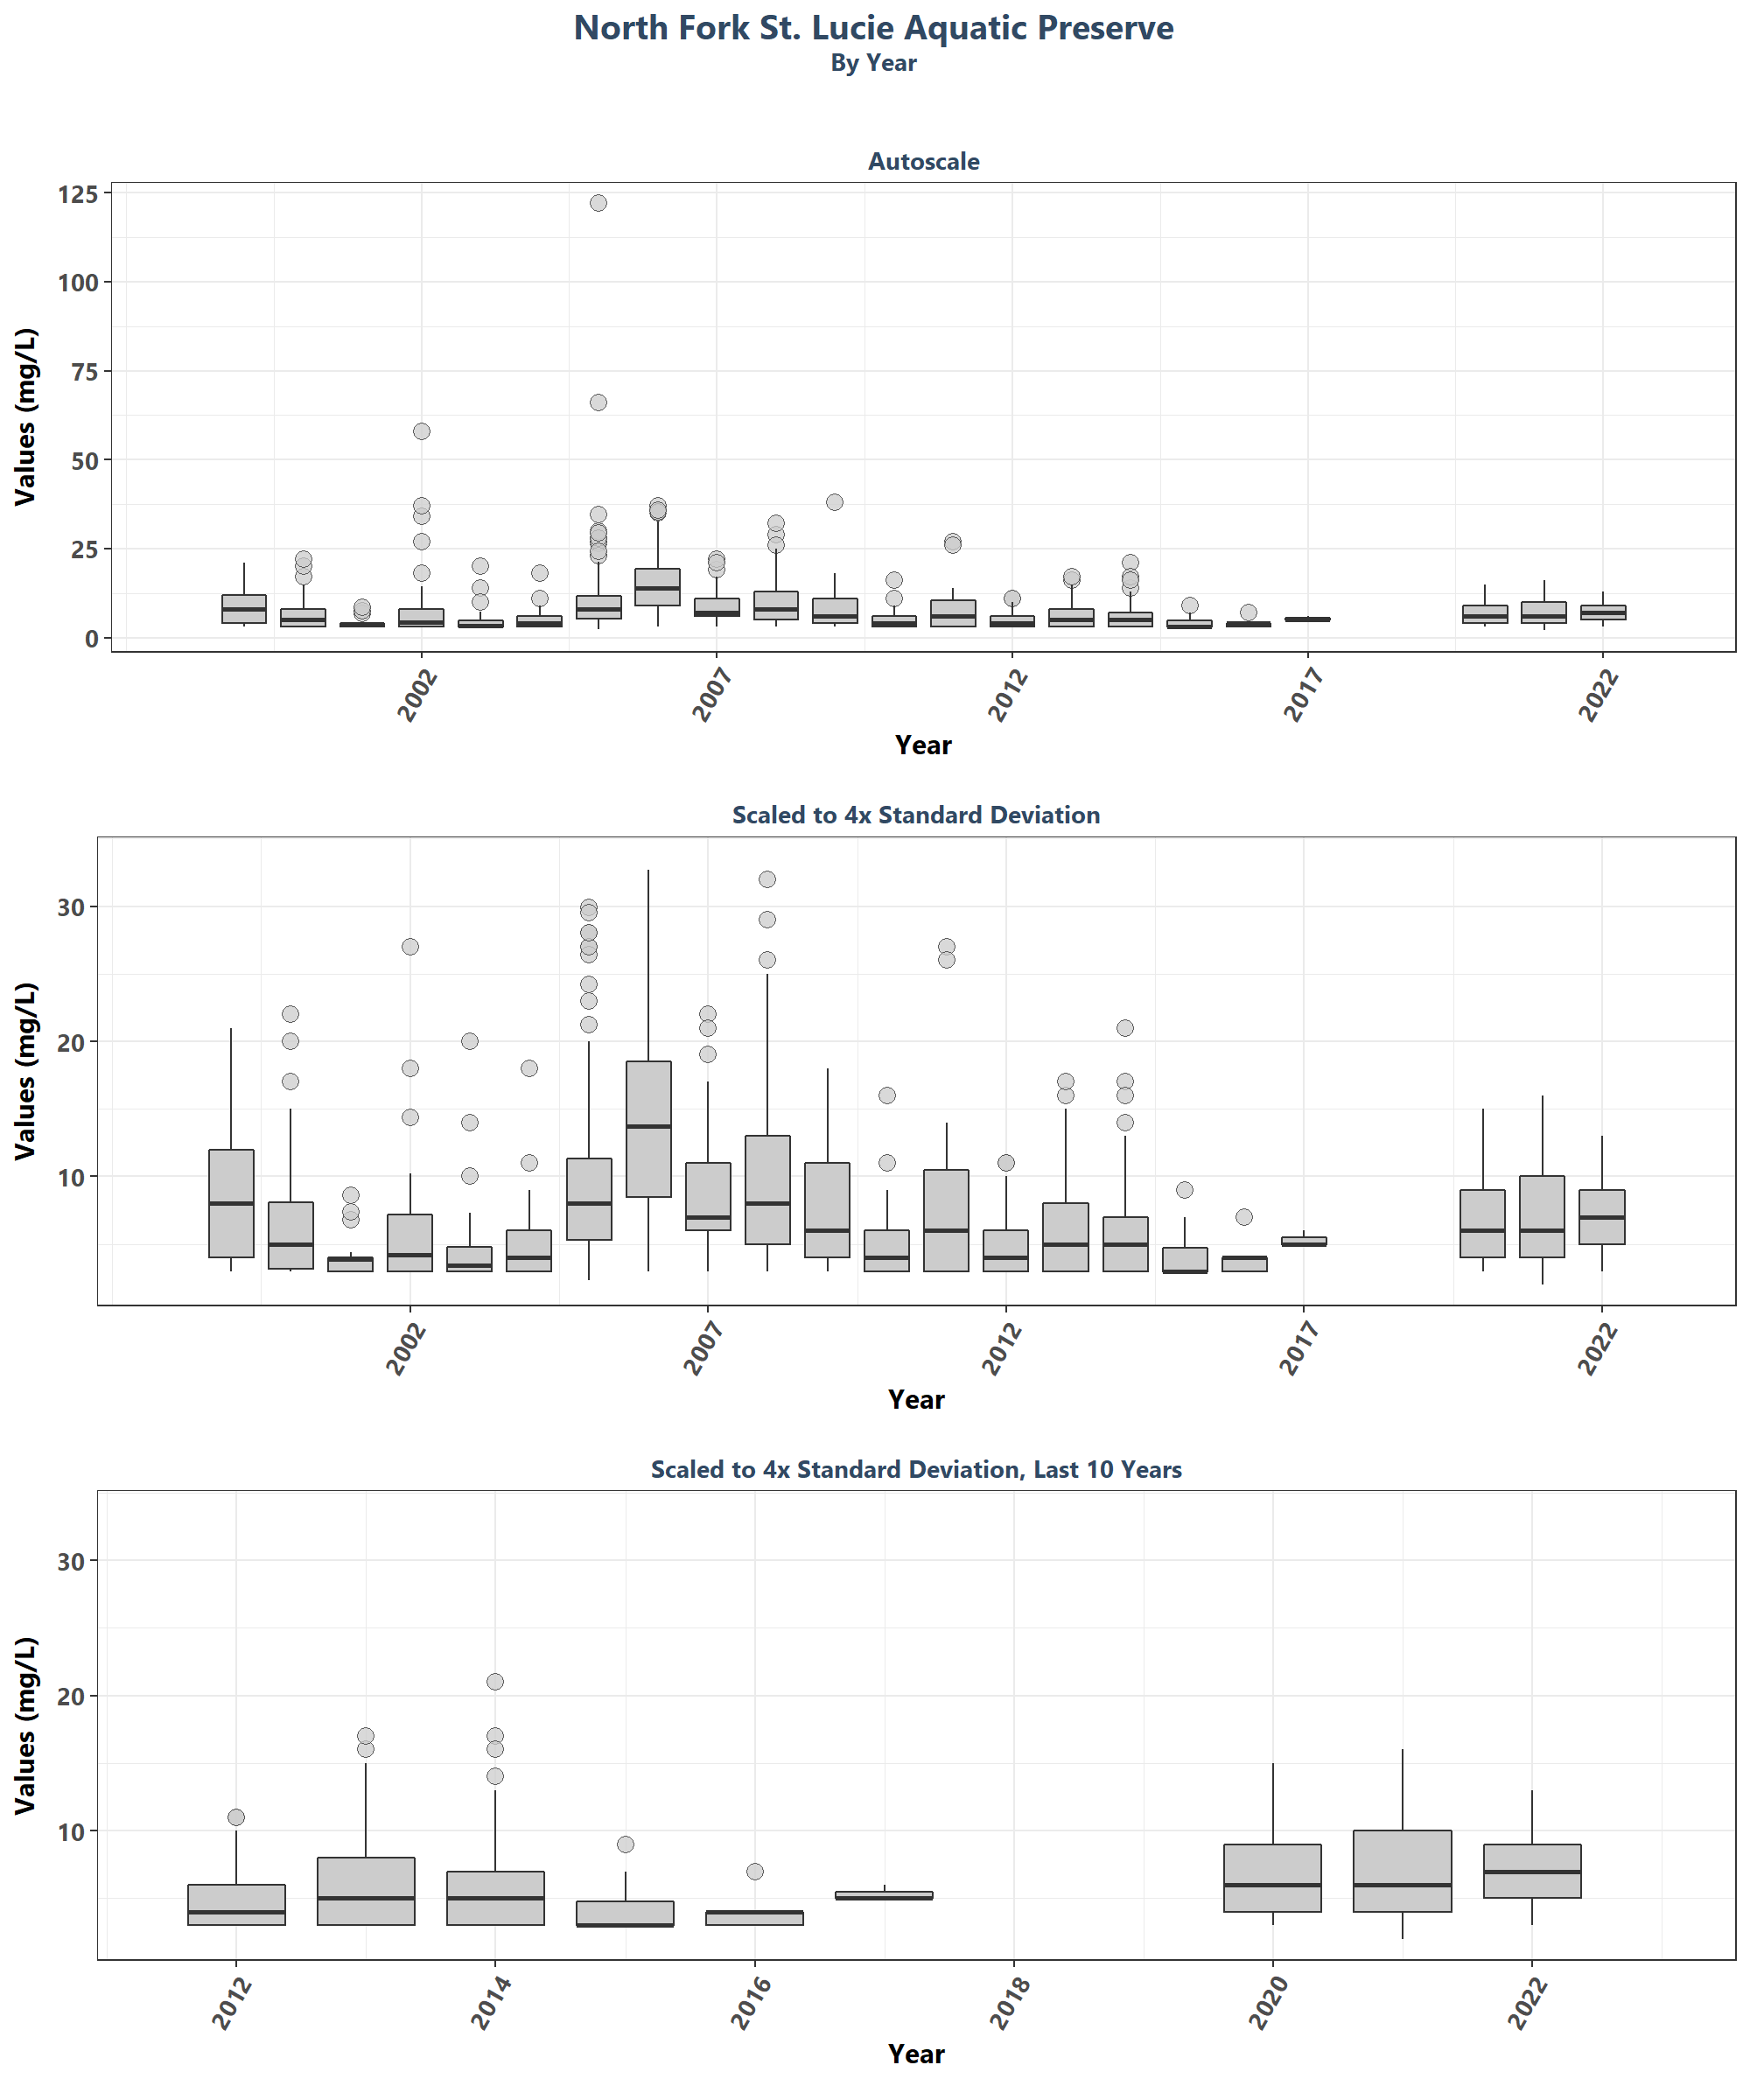 North Fork St. Lucie Aquatic Preserve
By Year
Autoscale
125
100
75
50
25
0
Values (mg/L)
2002
2007
2012
2017
2022
Year
Scaled to 4x Standard Deviation
30
20
10
Values (mg/L)
2002
2007
2012
2017
2022
Year
Scaled to 4x Standard Deviation, Last 10 Years
30
20
10
Values (mg/L)
2012
2014
2016
2018
2020
2022
Year